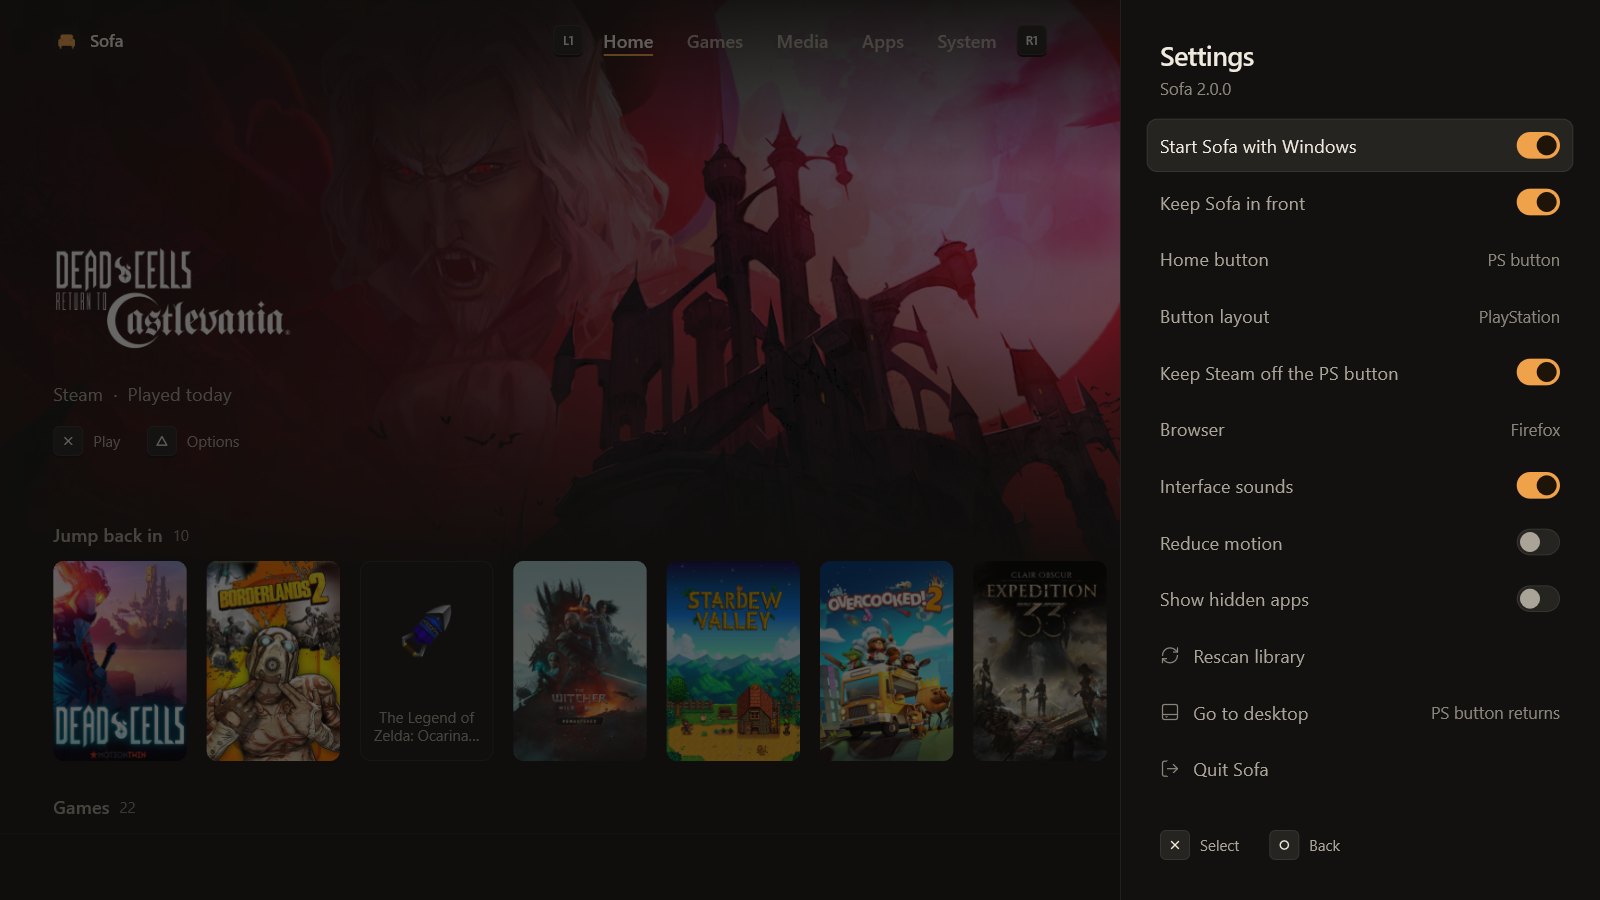 Sofa
L1
Home
Games
Media
Apps
System
R1
DEAD CELLS
RETURN TO
Castlevania
Steam · Played today
Play
Options
Jump back in 10
DEAD CELLS
MOTIONTWIN
BORDERLANDS 2
The Legend of
Zelda: Ocarina...
THE
WITCHER
WILD
STARDEW
VALLEY
OVERCOOKED! 2
CLAIR OBSCUR
EXPEDITION
33
Games 22
Settings
Sofa 2.0.0
Start Sofa with Windows
Keep Sofa in front
Home button PS button
Button layout PlayStation
Keep Steam off the PS button
Browser Firefox
Interface sounds
Reduce motion
Show hidden apps
Rescan library
Go to desktop PS button returns
Quit Sofa
Select
Back